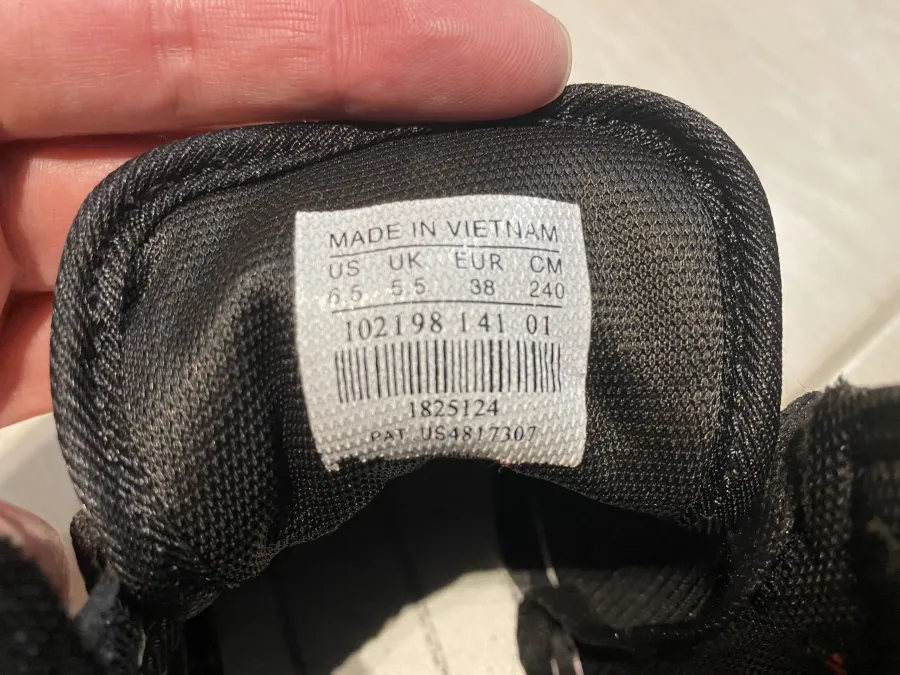 MADE IN VIETNAM
US UK EUR CM
6.5 5.5 38 240
102198 141 01
1825124
PAT. US4817307